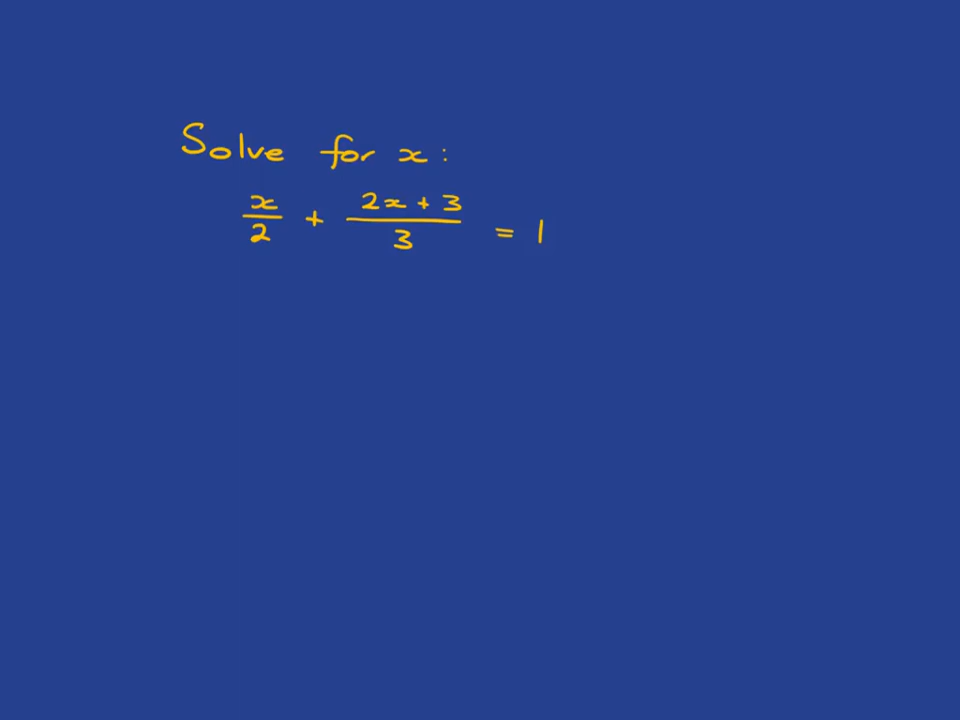 Solve for x:
x/2 + (2x + 3)/3 = 1